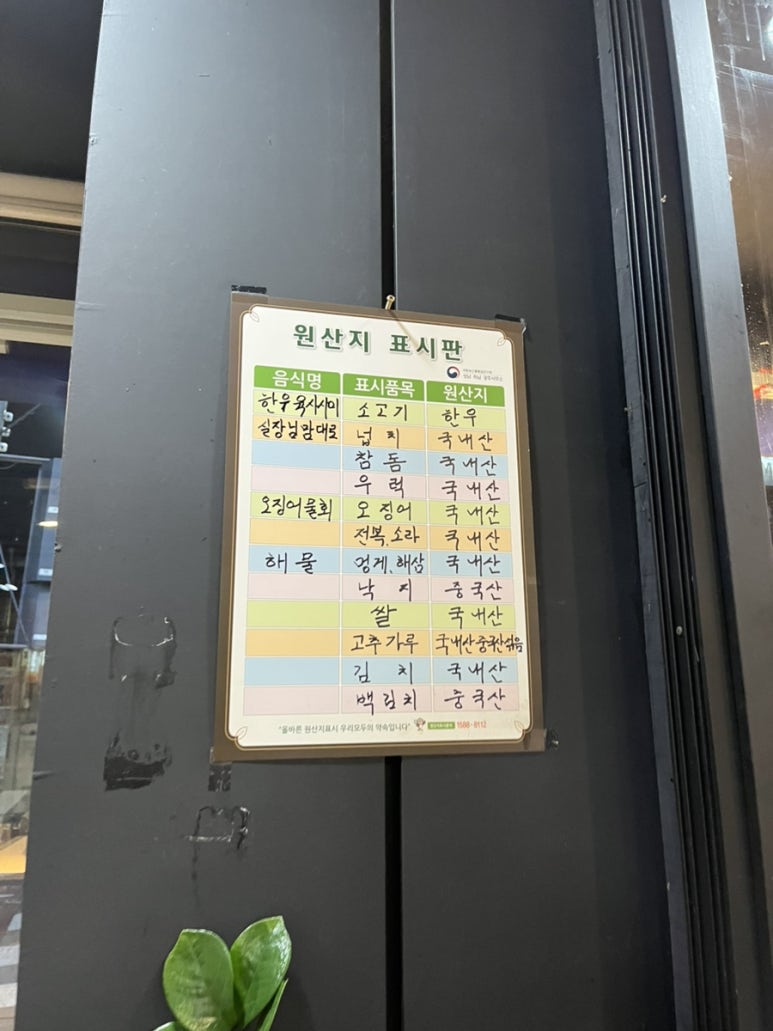 원산지 표시판
음식명 표시품목 원산지
한우육사시미 소고기 한우
실장님맘대로 넙치 국내산
참돔 국내산
우럭 국내산
오징어물회 오징어 국내산
전복, 소라 국내산
해물 멍게, 해삼 국내산
낙지 중국산
쌀 국내산
고추가루 국내산 중국산 섞음
김치 국내산
백김치 중국산
"올바른 원산지표시 우리모두의 약속입니다" 1588-8112